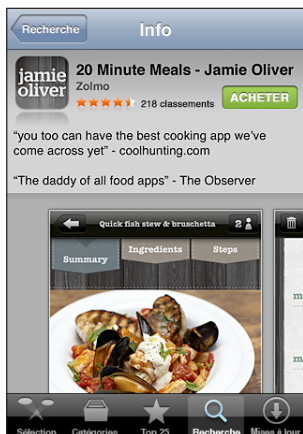 Recherche
Info
jamie
oliver
20 Minute Meals - Jamie Oliver
Zolmo
218 classements
ACHETER
“you too can have the best cooking app we’ve
come across yet” - coolhunting.com
“The daddy of all food apps” - The Observer
Quick fish stew & bruschetta
2
Summary
Ingredients
Steps
Sélection
Catégories
Top 25
Recherche
Mises à jour